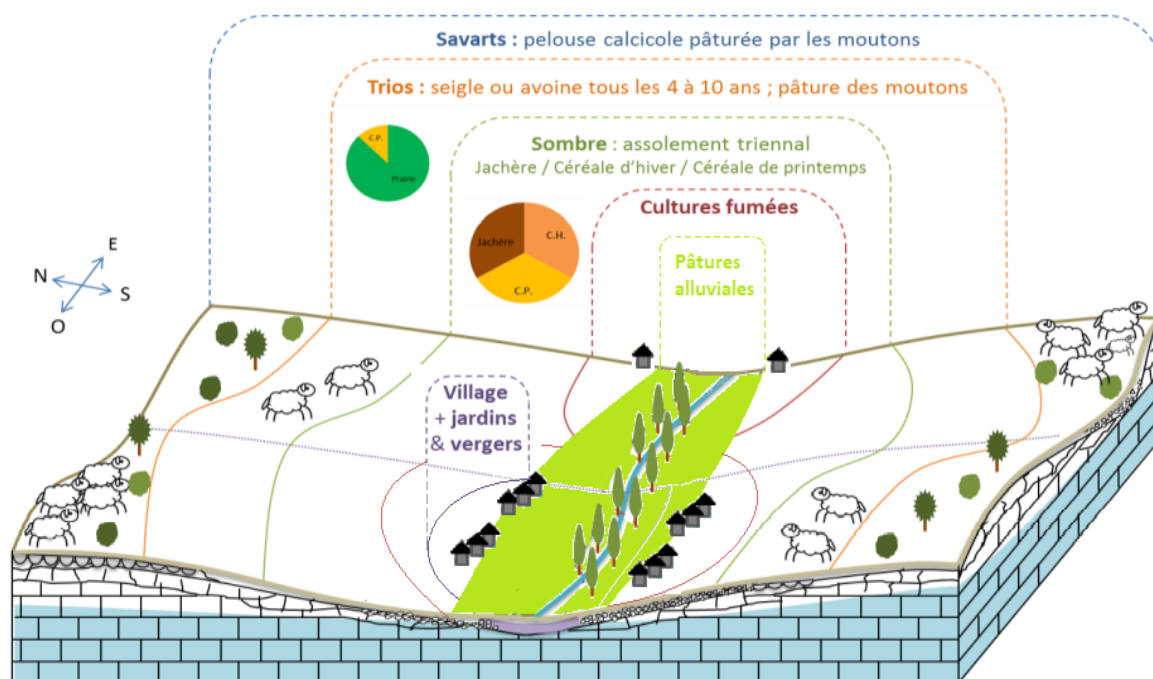 Savarts : pelouse calcicole pâturée par les moutons
Trios : seigle ou avoine tous les 4 à 10 ans ; pâture des moutons
C.P.
Prairie
Sombre : assolement triennal
Jachère / Céréale d'hiver / Céréale de printemps
Cultures fumées
Jachère
C.H.
C.P.
Pâtures
alluviales
E
N
S
O
Village
+ jardins
& vergers